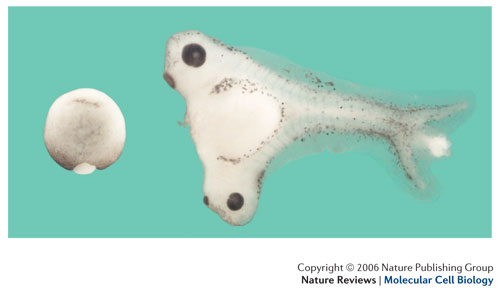 Copyright © 2006 Nature Publishing Group
Nature Reviews | Molecular Cell Biology